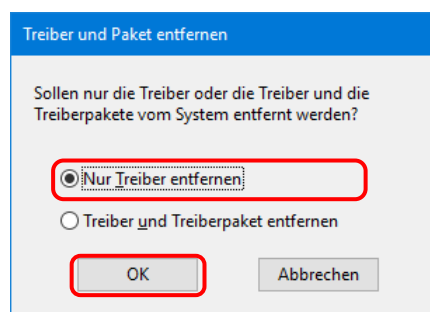 Treiber und Paket entfernen
Sollen nur die Treiber oder die Treiber und die
Treiberpakete vom System entfernt werden?
Nur Treiber entfernen
Treiber und Treiberpaket entfernen
OK Abbrechen